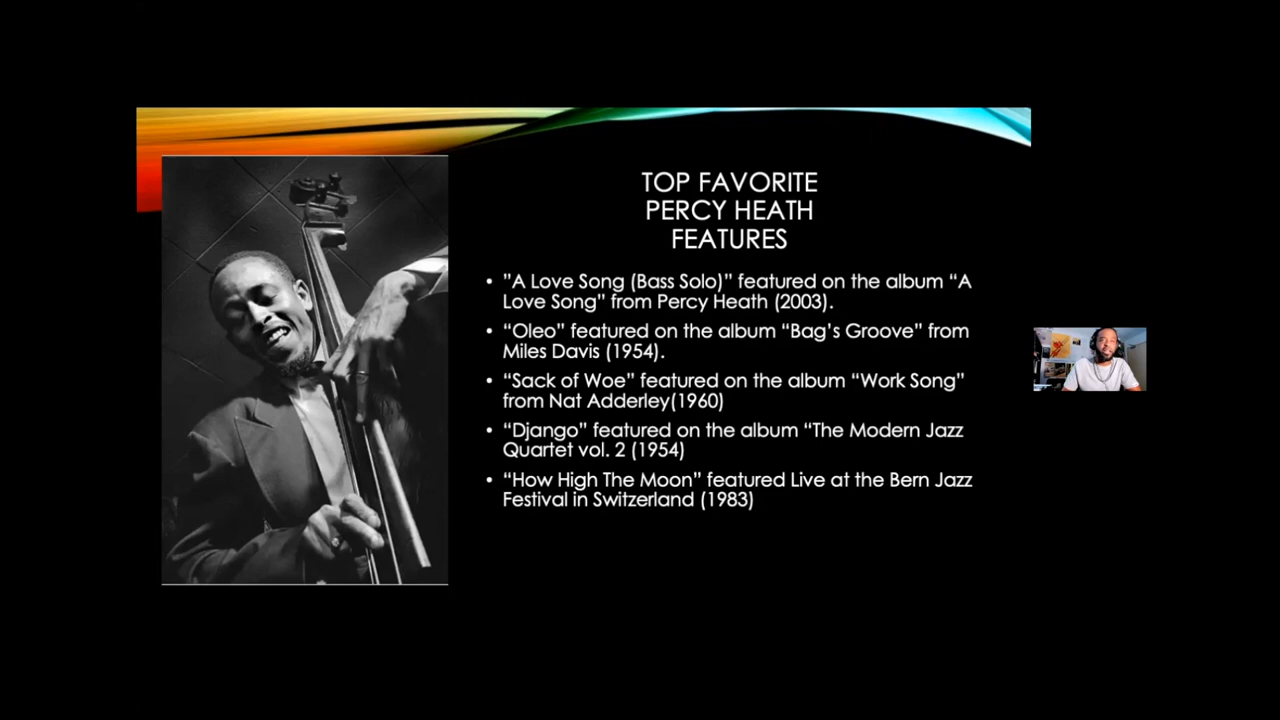 TOP FAVORITE
PERCY HEATH
FEATURES
• ”A Love Song (Bass Solo)” featured on the album “A
Love Song” from Percy Heath (2003).
• “Oleo” featured on the album “Bag’s Groove” from
Miles Davis (1954).
• “Sack of Woe” featured on the album “Work Song”
from Nat Adderley(1960)
• “Django” featured on the album “The Modern Jazz
Quartet vol. 2 (1954)
• “How High The Moon” featured Live at the Bern Jazz
Festival in Switzerland (1983)